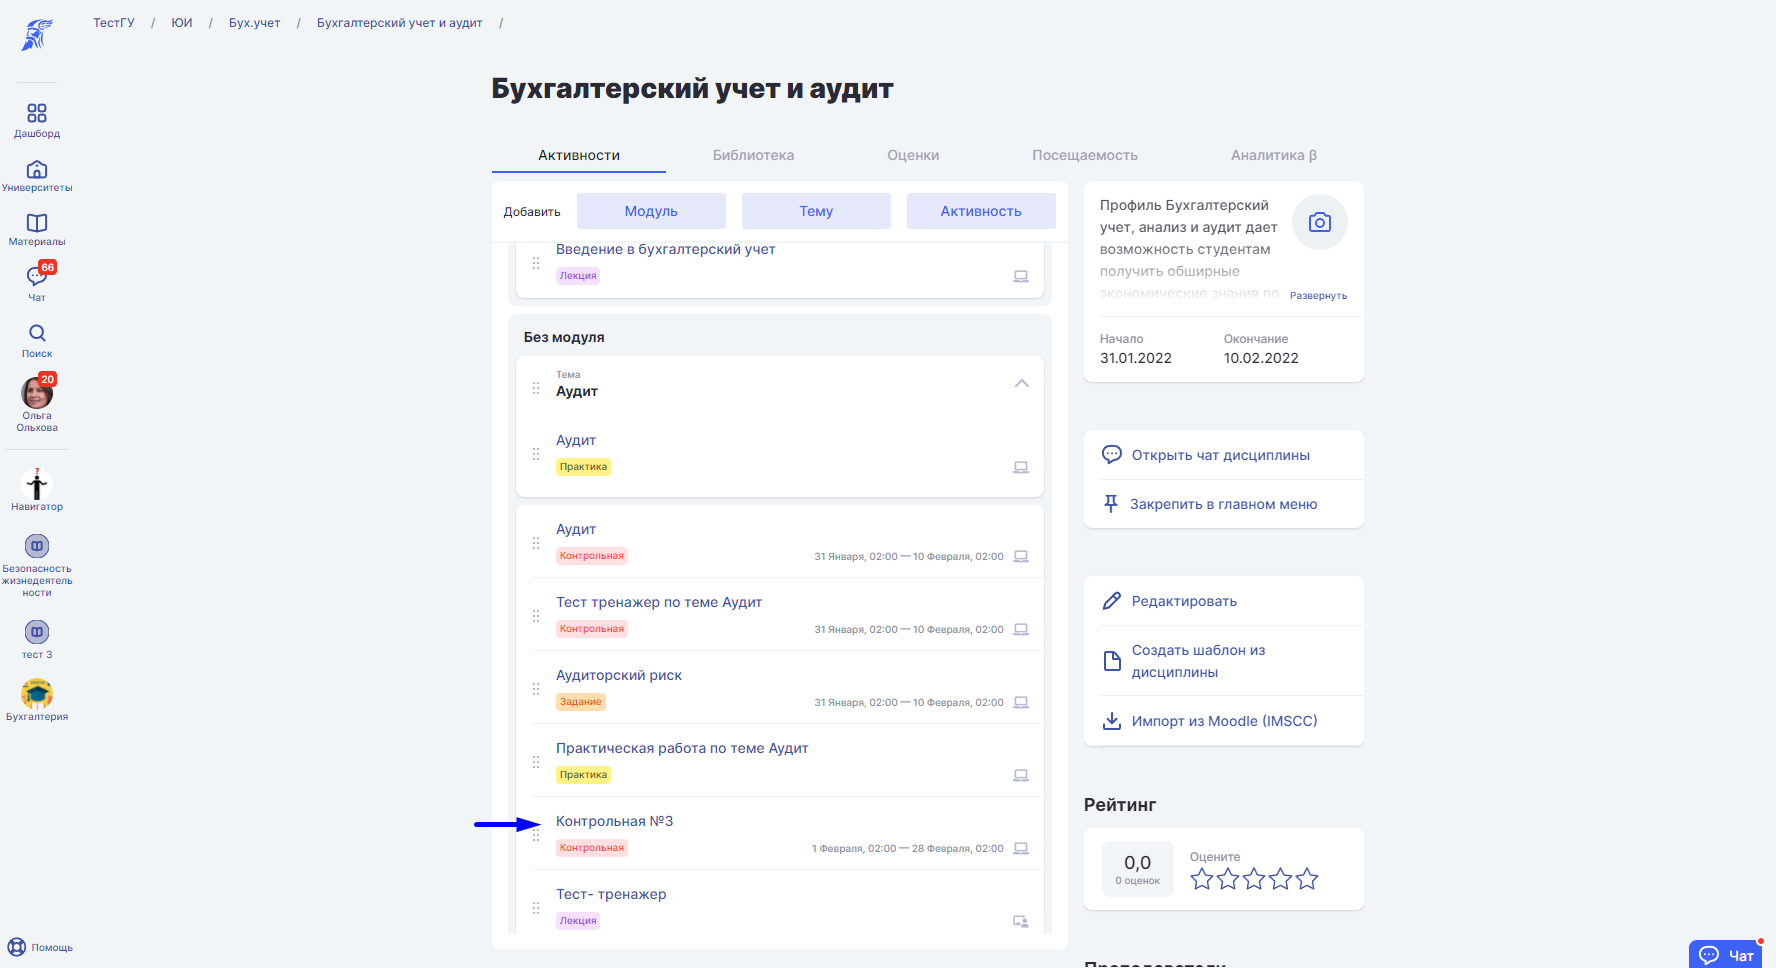 ТестГУ / ЮИ / Бух.учет / Бухгалтерский учет и аудит /
Дашборд
Университеты
Материалы
66
Чат
Поиск
20
Ольга
Ольхова
?
Навигатор
Безопасность
жизнедеятель
ности
тест 3
Бухгалтерия
Помощь
Бухгалтерский учет и аудит
Активности Библиотека Оценки Посещаемость Аналитика β
Добавить Модуль Тему Активность
Введение в бухгалтерский учет
Лекция
Без модуля
Тема
Аудит
Аудит
Практика
Аудит
Контрольная 31 Января, 02:00 — 10 Февраля, 02:00
Тест тренажер по теме Аудит
Контрольная 31 Января, 02:00 — 10 Февраля, 02:00
Аудиторский риск
Задание 31 Января, 02:00 — 10 Февраля, 02:00
Практическая работа по теме Аудит
Практика
Контрольная №3
Контрольная 1 Февраля, 02:00 — 28 Февраля, 02:00
Тест- тренажер
Лекция
Профиль Бухгалтерский
учет, анализ и аудит дает
возможность студентам
получить обширные
экономические знания по
Развернуть
Начало Окончание
31.01.2022 10.02.2022
Открыть чат дисциплины
Закрепить в главном меню
Редактировать
Создать шаблон из
дисциплины
Импорт из Moodle (IMSCC)
Рейтинг
0,0
0 оценок
Оцените
Преподаватели
Чат